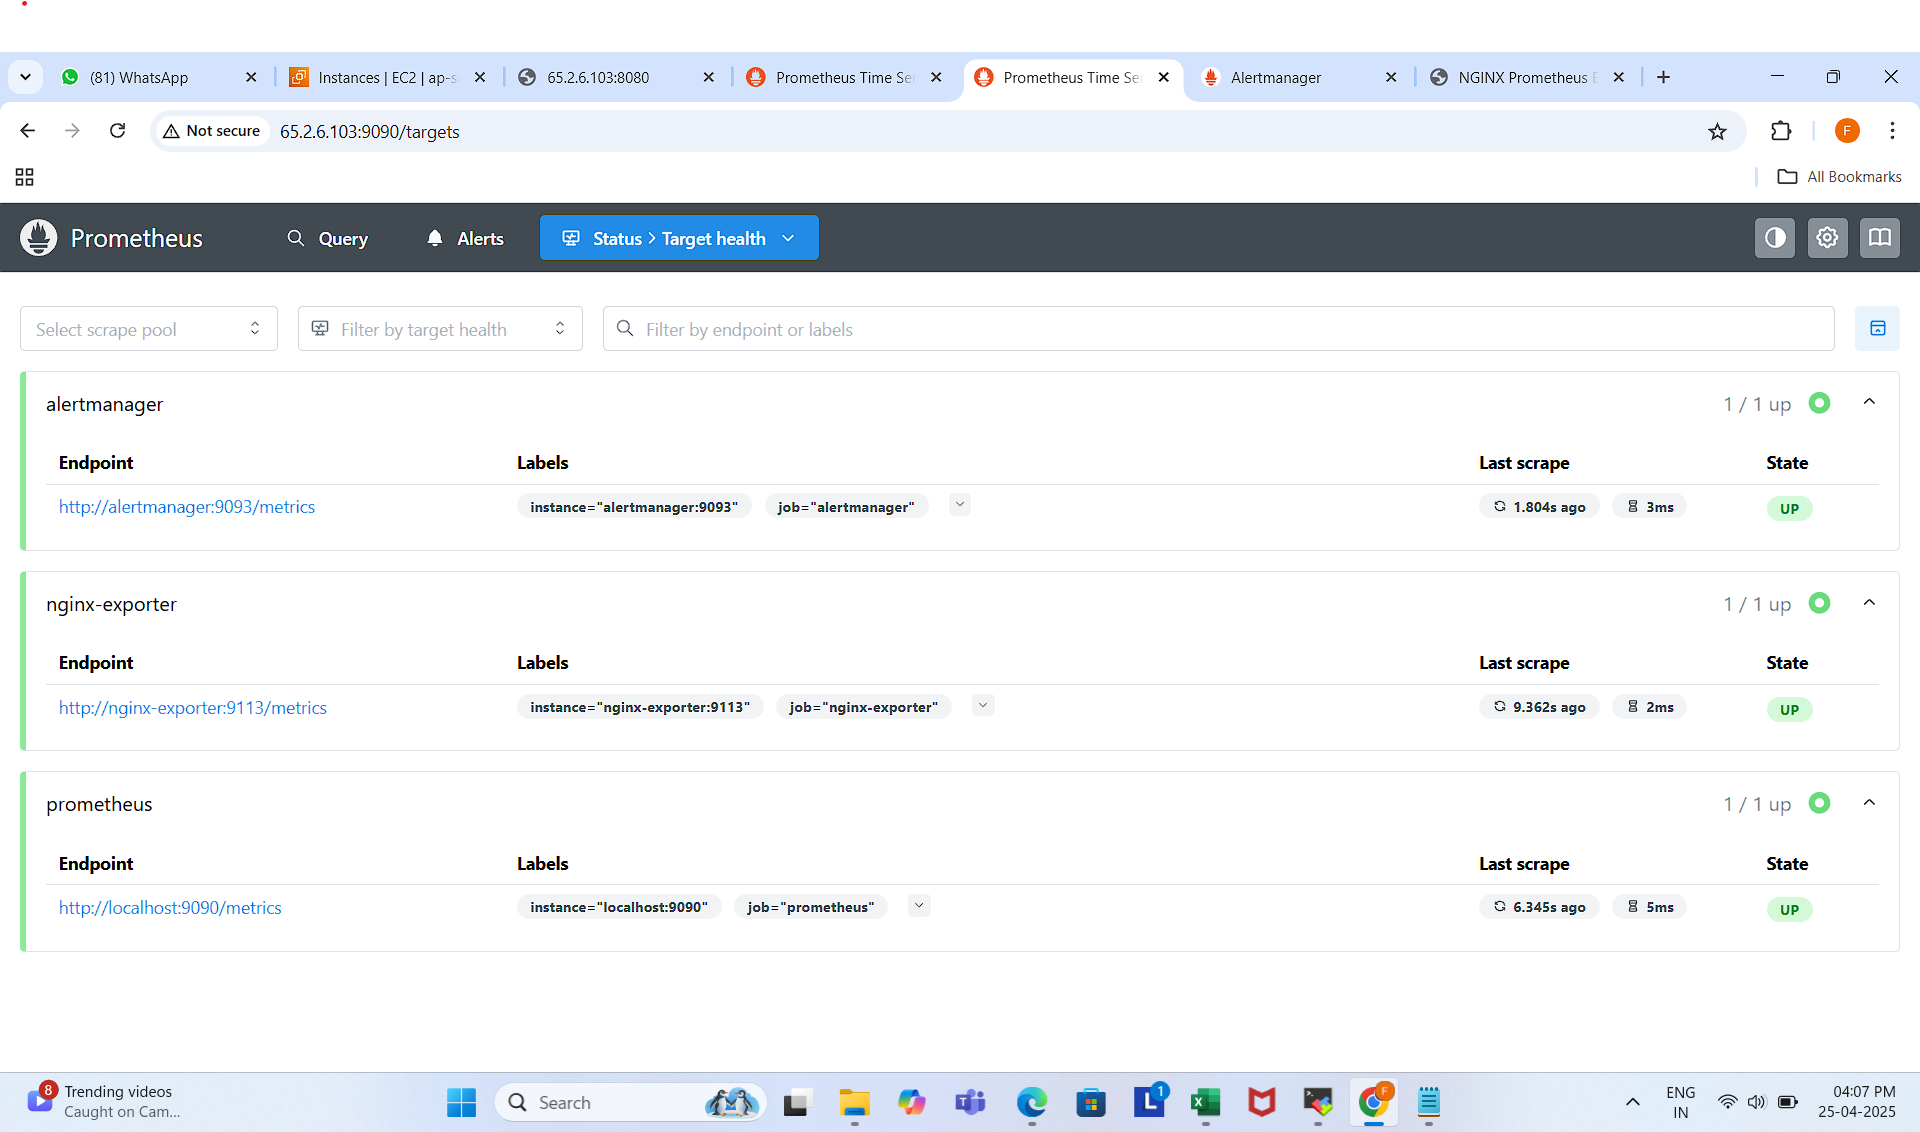 (81) WhatsApp
Instances | EC2 | ap-s
65.2.6.103:8080
Prometheus Time Se
Prometheus Time Ser
Alertmanager
NGINX Prometheus E
Not secure
65.2.6.103:9090/targets
F
All Bookmarks
Prometheus
Query
Alerts
Status > Target health
Select scrape pool
Filter by target health
Filter by endpoint or labels
alertmanager
1 / 1 up
Endpoint Labels Last scrape State
http://alertmanager:9093/metrics instance="alertmanager:9093" job="alertmanager" 1.804s ago 3ms UP
nginx-exporter
1 / 1 up
Endpoint Labels Last scrape State
http://nginx-exporter:9113/metrics instance="nginx-exporter:9113" job="nginx-exporter" 9.362s ago 2ms UP
prometheus
1 / 1 up
Endpoint Labels Last scrape State
http://localhost:9090/metrics instance="localhost:9090" job="prometheus" 6.345s ago 5ms UP
8
Trending videos
Caught on Cam...
Search
1
F
ENG
IN
04:07 PM
25-04-2025